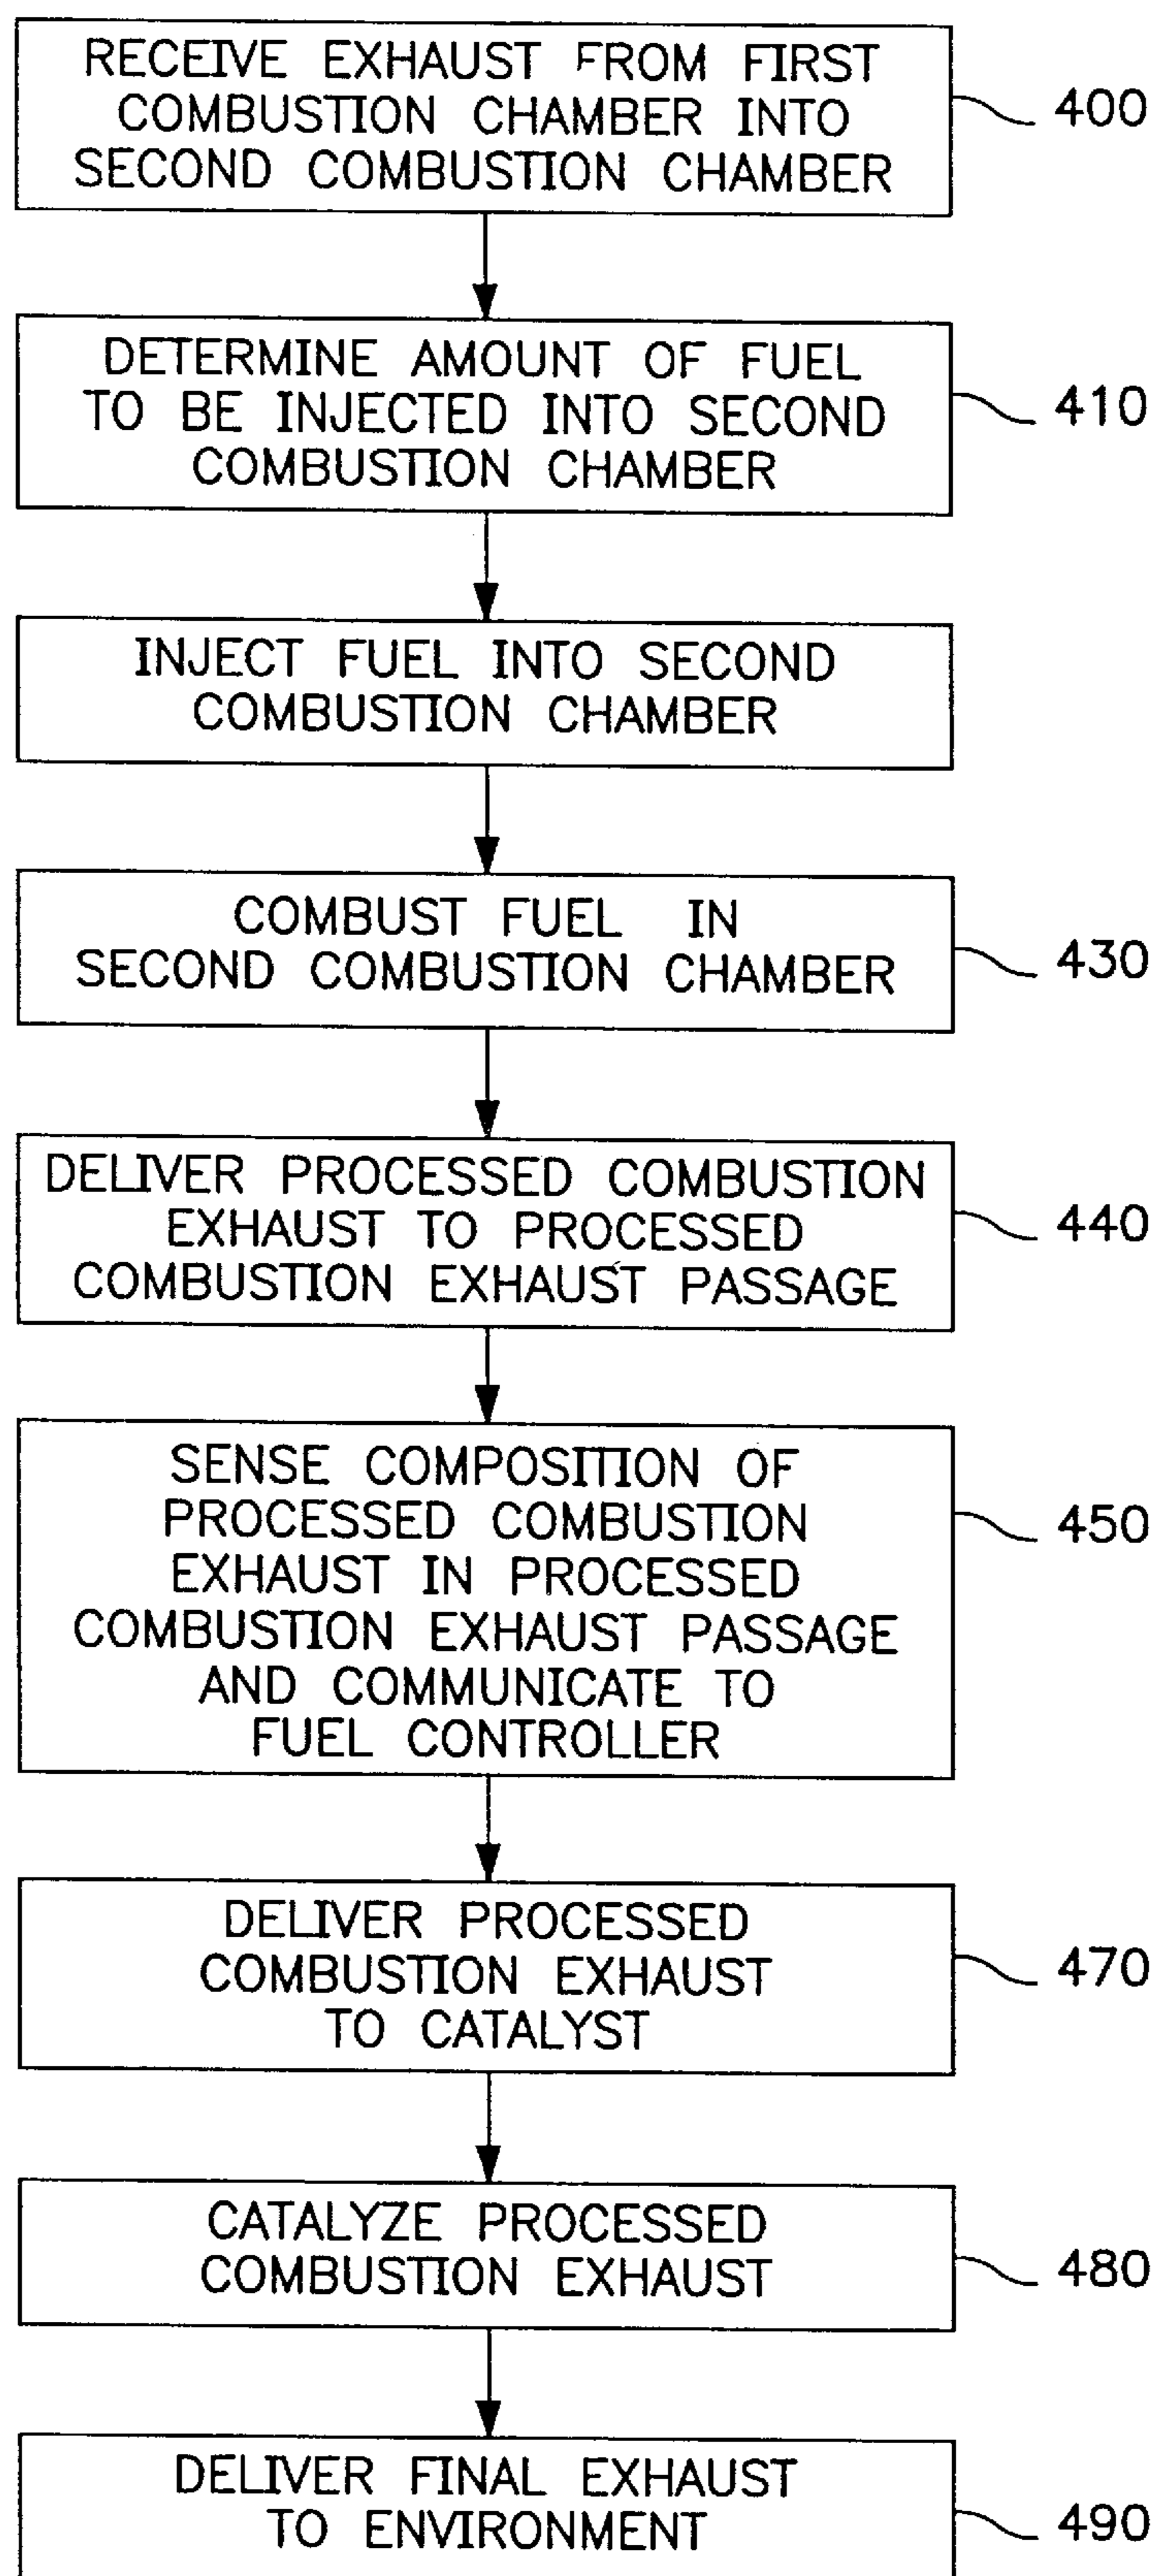 RECEIVE EXHAUST FROM FIRST
COMBUSTION CHAMBER INTO
SECOND COMBUSTION CHAMBER
400
DETERMINE AMOUNT OF FUEL
TO BE INJECTED INTO SECOND
COMBUSTION CHAMBER
410
INJECT FUEL INTO SECOND
COMBUSTION CHAMBER
COMBUST FUEL IN
SECOND COMBUSTION CHAMBER
430
DELIVER PROCESSED COMBUSTION
EXHAUST TO PROCESSED
COMBUSTION EXHAUST PASSAGE
440
SENSE COMPOSITION OF
PROCESSED COMBUSTION
EXHAUST IN PROCESSED
COMBUSTION EXHAUST PASSAGE
AND COMMUNICATE TO
FUEL CONTROLLER
450
DELIVER PROCESSED
COMBUSTION EXHAUST
TO CATALYST
470
CATALYZE PROCESSED
COMBUSTION EXHAUST
480
DELIVER FINAL EXHAUST
TO ENVIRONMENT
490